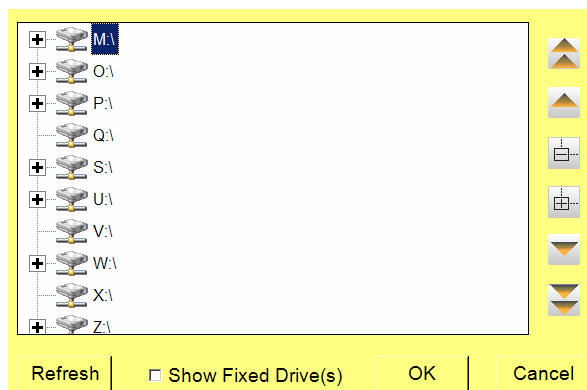 M:\
O:\
P:\
Q:\
S:\
U:\
V:\
W:\
X:\
Z:\
Refresh Show Fixed Drive(s) OK Cancel